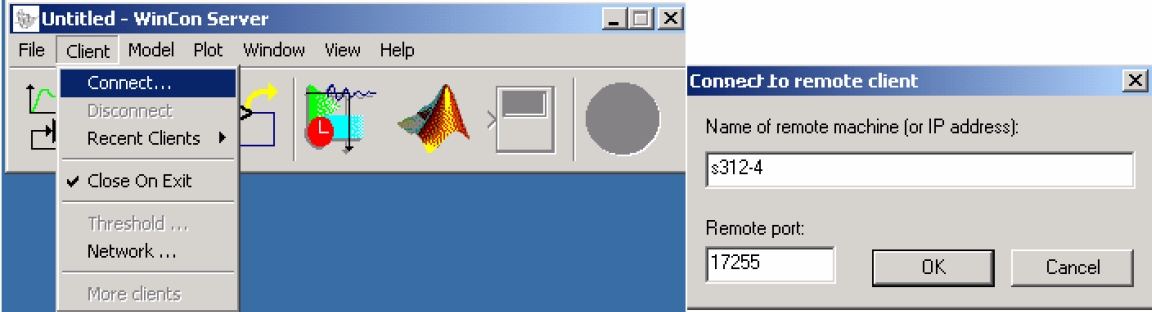 Untitled - WinCon Server
File Client Model Plot Window View Help
Connect...
Disconnect
Recent Clients
Close On Exit
Threshold ...
Network ...
More clients
Connect to remote client
Name of remote machine (or IP address):
s312-4
Remote port:
17255
OK Cancel